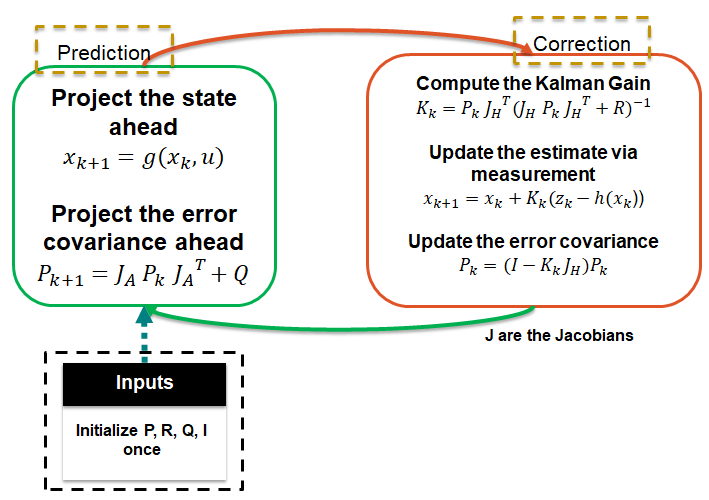 Prediction
Correction
Project the state
ahead
x_{k+1} = g(x_k, u)
Project the error
covariance ahead
P_{k+1} = J_A P_k J_A^T + Q
Compute the Kalman Gain
K_k = P_k J_H^T (J_H P_k J_H^T + R)^{-1}
Update the estimate via
measurement
x_{k+1} = x_k + K_k(z_k − h(x_k))
Update the error covariance
P_k = (I − K_k J_H)P_k
J are the Jacobians
Inputs
Initialize P, R, Q, I
once